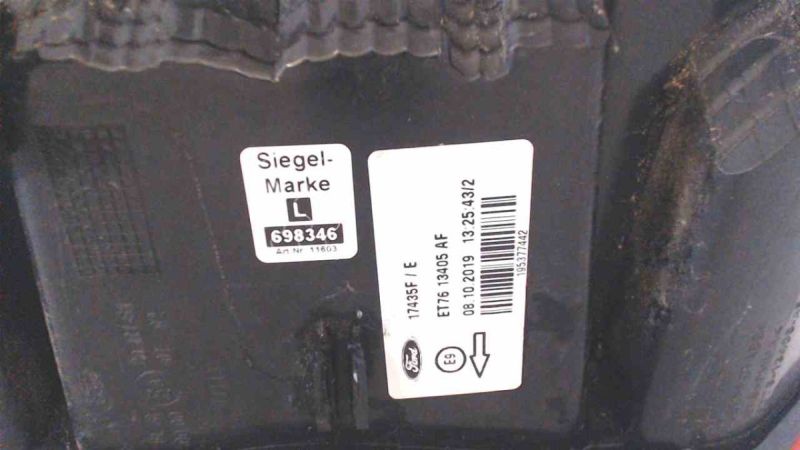 Siegel-
Marke
L
698346
Art.Nr. 11603
17435F / E
ET76 13405 AF
08.10.2019 13:25:43/2
195377442
Ford
E9